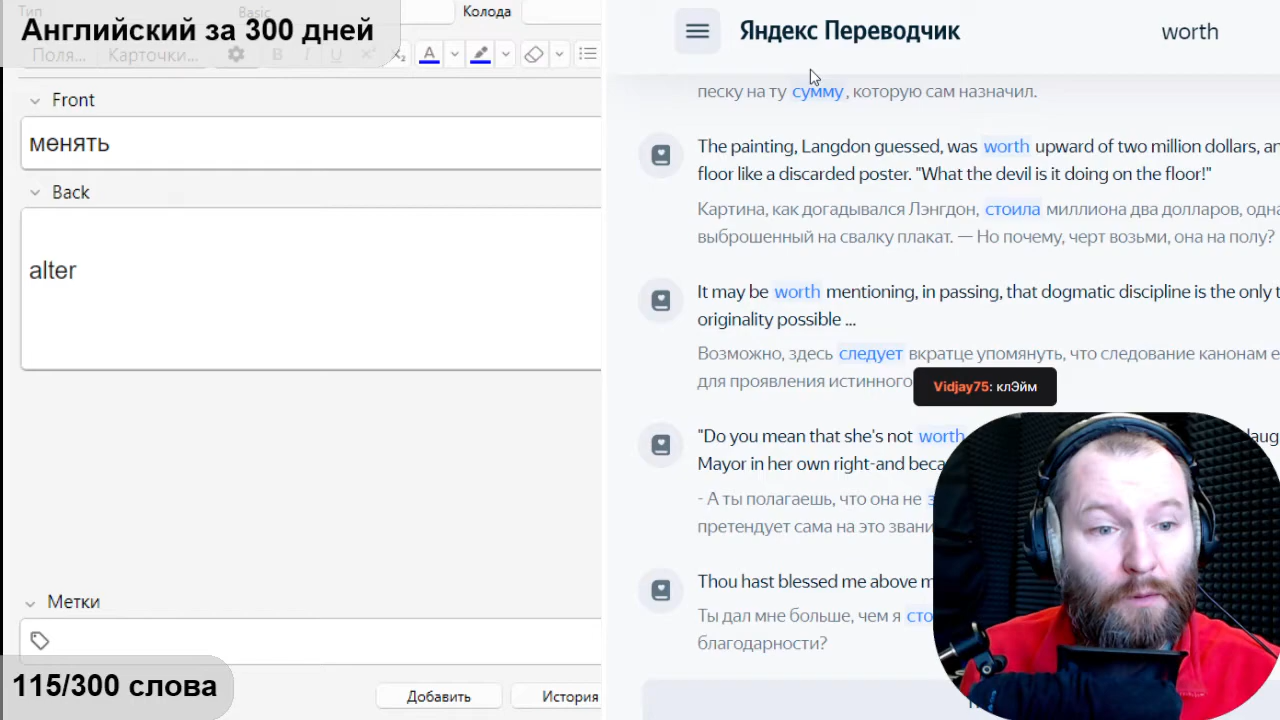 Тип
Basic
Колода
Английский за 300 дней
Поля...
Карточки...
Front
менять
Back
alter
Метки
115/300 слова
Добавить
История
Яндекс Переводчик
worth
песку на ту сумму, которую сам назначил.
The painting, Langdon guessed, was worth upward of two million dollars, an
floor like a discarded poster. "What the devil is it doing on the floor!"
Картина, как догадывался Лэнгдон, стоила миллиона два долларов, одна
выброшенный на свалку плакат. — Но почему, черт возьми, она на полу?
It may be worth mentioning, in passing, that dogmatic discipline is the only t
originality possible ...
Возможно, здесь следует вкратце упомянуть, что следование канонам е
для проявления истинного
Vidjay75: клЭйм
"Do you mean that she's not worth
Mayor in her own right-and beca
- А ты полагаешь, что она не
претендует сама на это звани
Thou hast blessed me above m
Ты дал мне больше, чем я сто
благодарности?